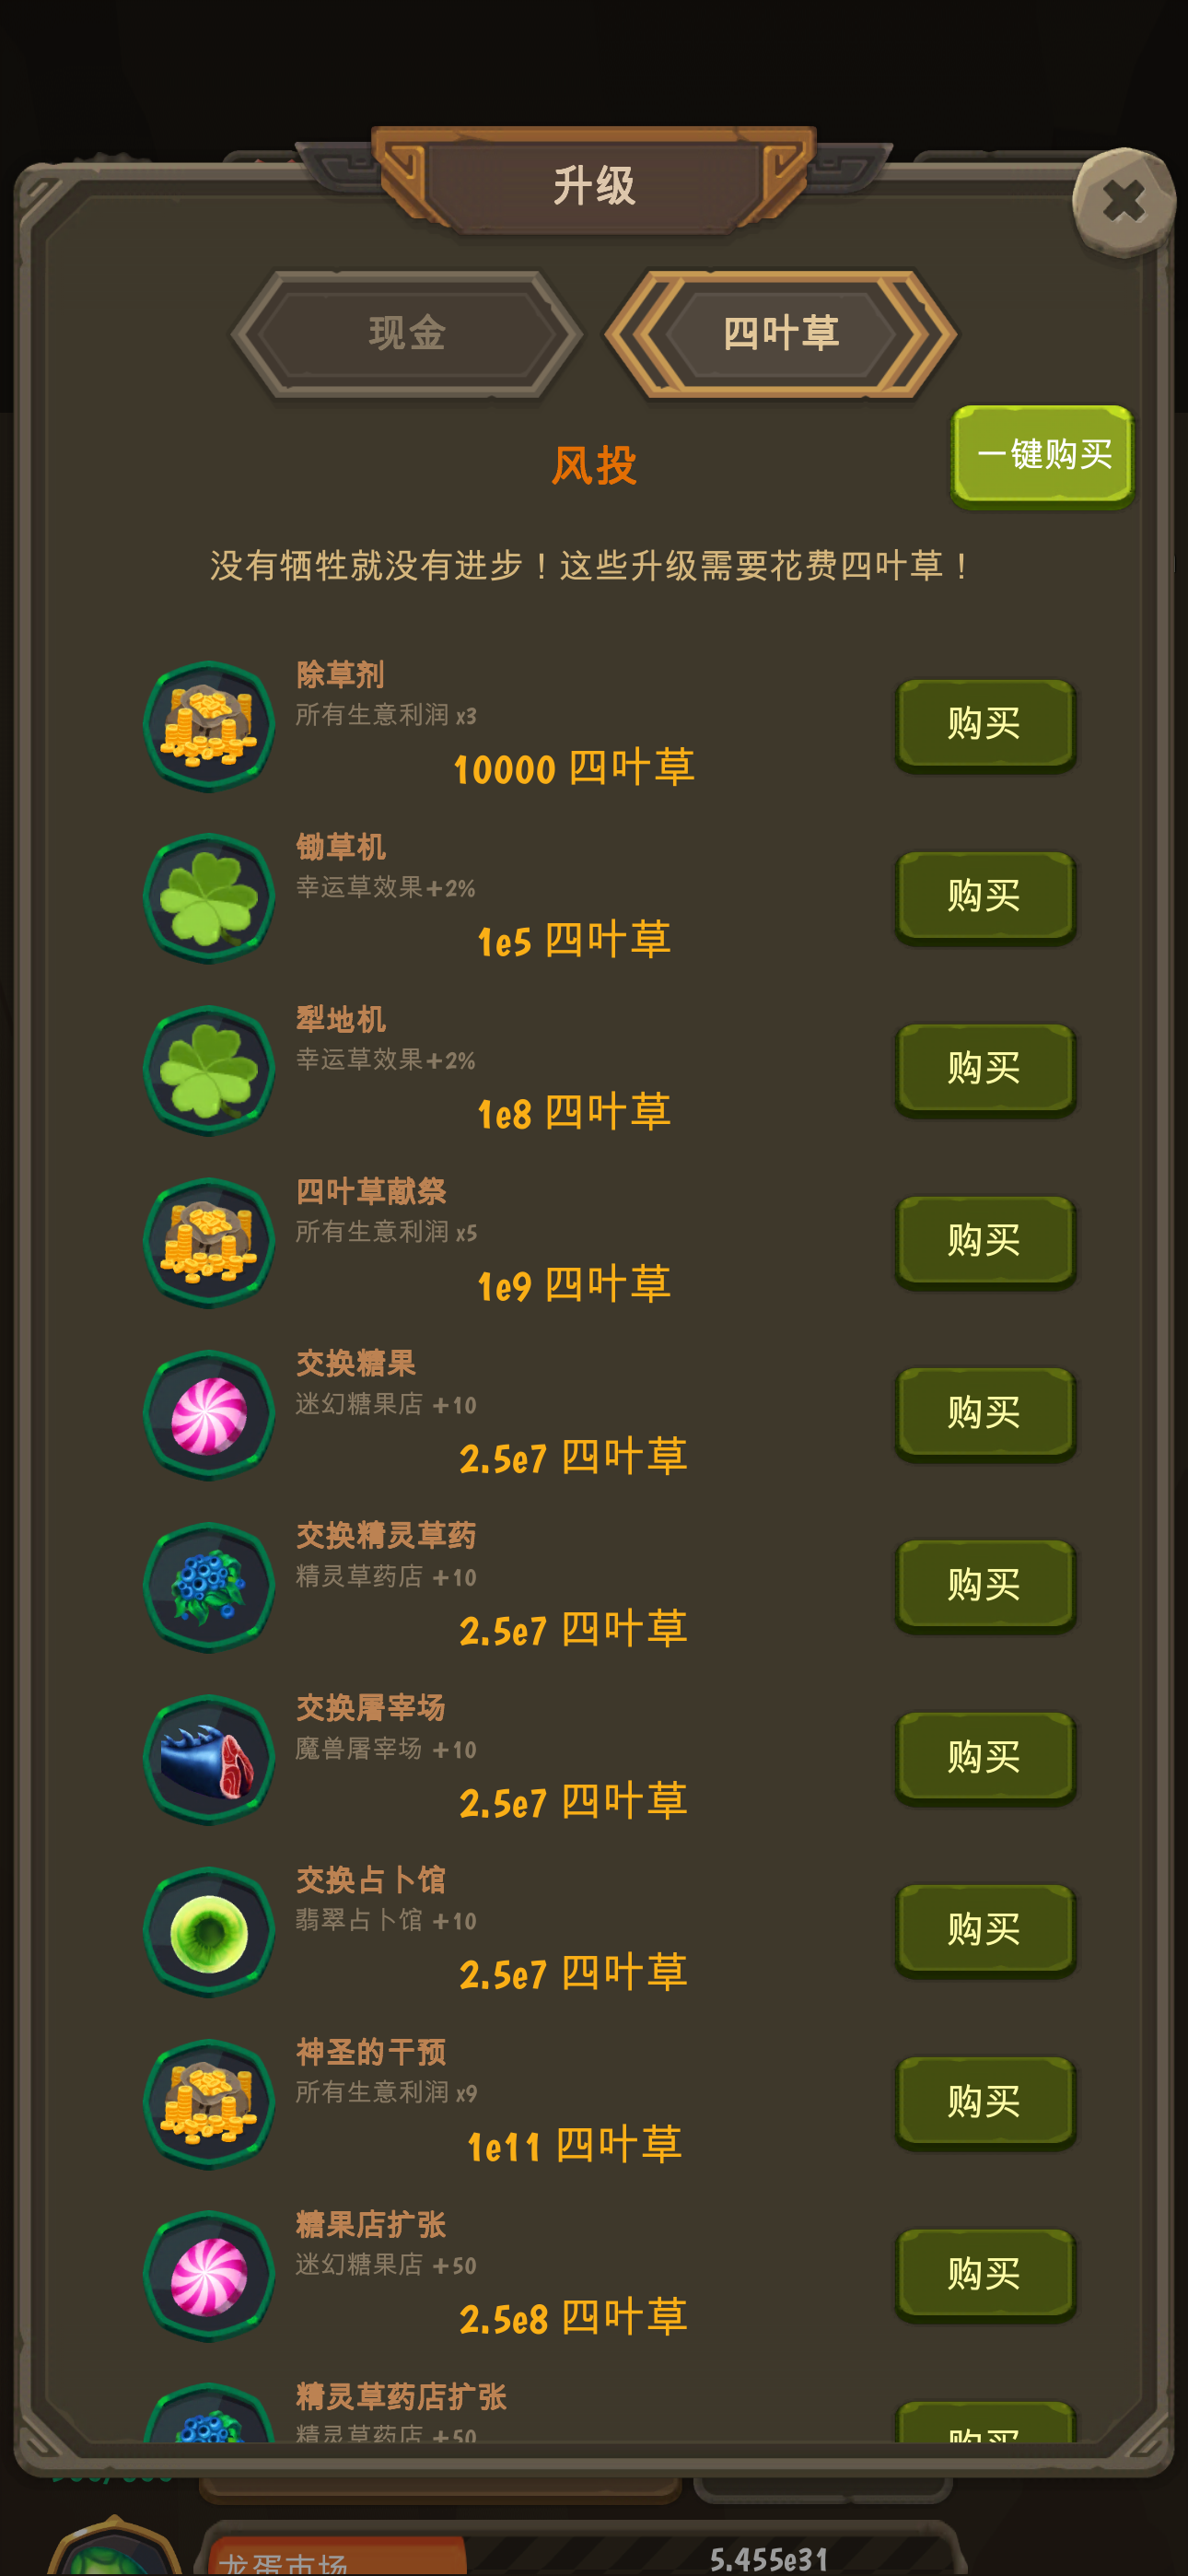 升级
现金
四叶草
风投
一键购买
没有牺牲就没有进步！这些升级需要花费四叶草！
除草剂
所有生意利润 x3
10000 四叶草
购买
锄草机
幸运草效果+2%
1e5 四叶草
购买
犁地机
幸运草效果+2%
1e8 四叶草
购买
四叶草献祭
所有生意利润 x5
1e9 四叶草
购买
交换糖果
迷幻糖果店 +10
2.5e7 四叶草
购买
交换精灵草药
精灵草药店 +10
2.5e7 四叶草
购买
交换屠宰场
魔兽屠宰场 +10
2.5e7 四叶草
购买
交换占卜馆
翡翠占卜馆 +10
2.5e7 四叶草
购买
神圣的干预
所有生意利润 x9
1e11 四叶草
购买
糖果店扩张
迷幻糖果店 +50
2.5e8 四叶草
购买
精灵草药店扩张
精灵草药店 +50
购买
龙蛋市场
5.455e31